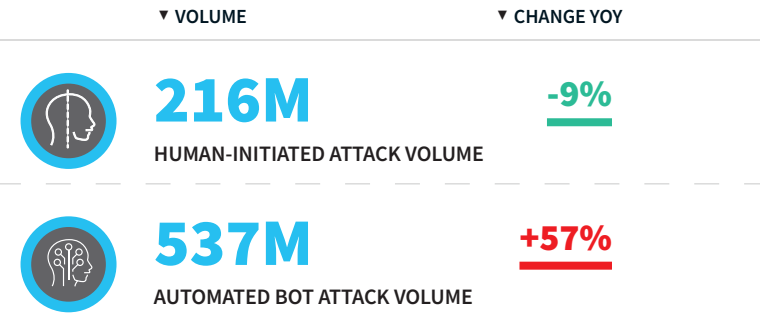 ▼ VOLUME ▼ CHANGE YOY
216M -9%
HUMAN-INITIATED ATTACK VOLUME
537M +57%
AUTOMATED BOT ATTACK VOLUME